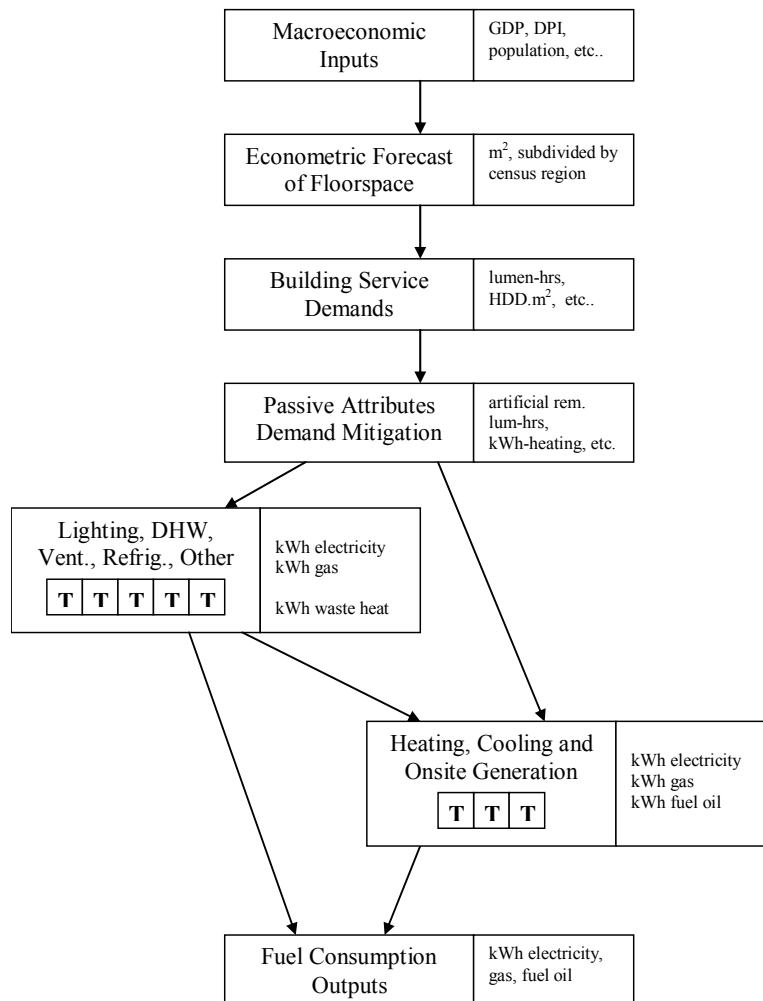 Macroeconomic
Inputs
GDP, DPI,
population, etc..
Econometric Forecast
of Floorspace
m², subdivided by
census region
Building Service
Demands
lumen-hrs,
HDD.m², etc..
Passive Attributes
Demand Mitigation
artificial rem.
lum-hrs,
kWh-heating, etc.
Lighting, DHW,
Vent., Refrig., Other
T T T T T
kWh electricity
kWh gas
kWh waste heat
Heating, Cooling and
Onsite Generation
T T T
kWh electricity
kWh gas
kWh fuel oil
Fuel Consumption
Outputs
kWh electricity,
gas, fuel oil